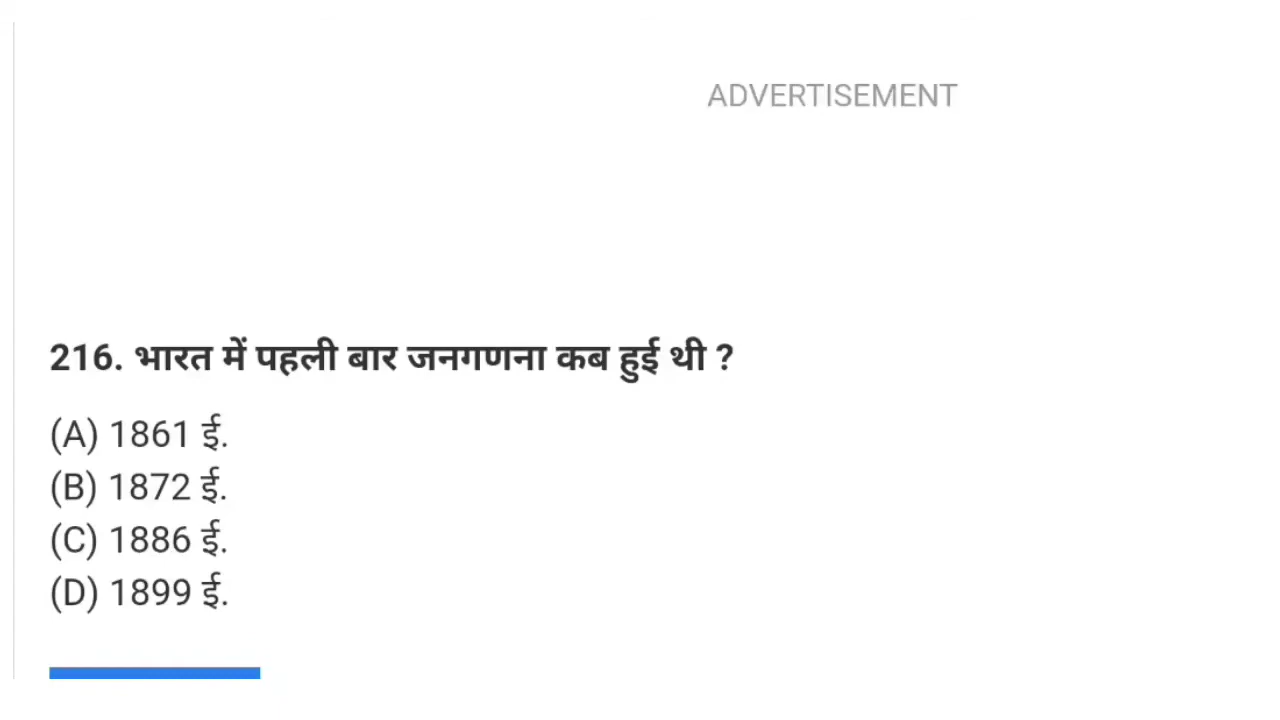 ADVERTISEMENT
216. भारत में पहली बार जनगणना कब हुई थी ?
(A) 1861 ई.
(B) 1872 ई.
(C) 1886 ई.
(D) 1899 ई.